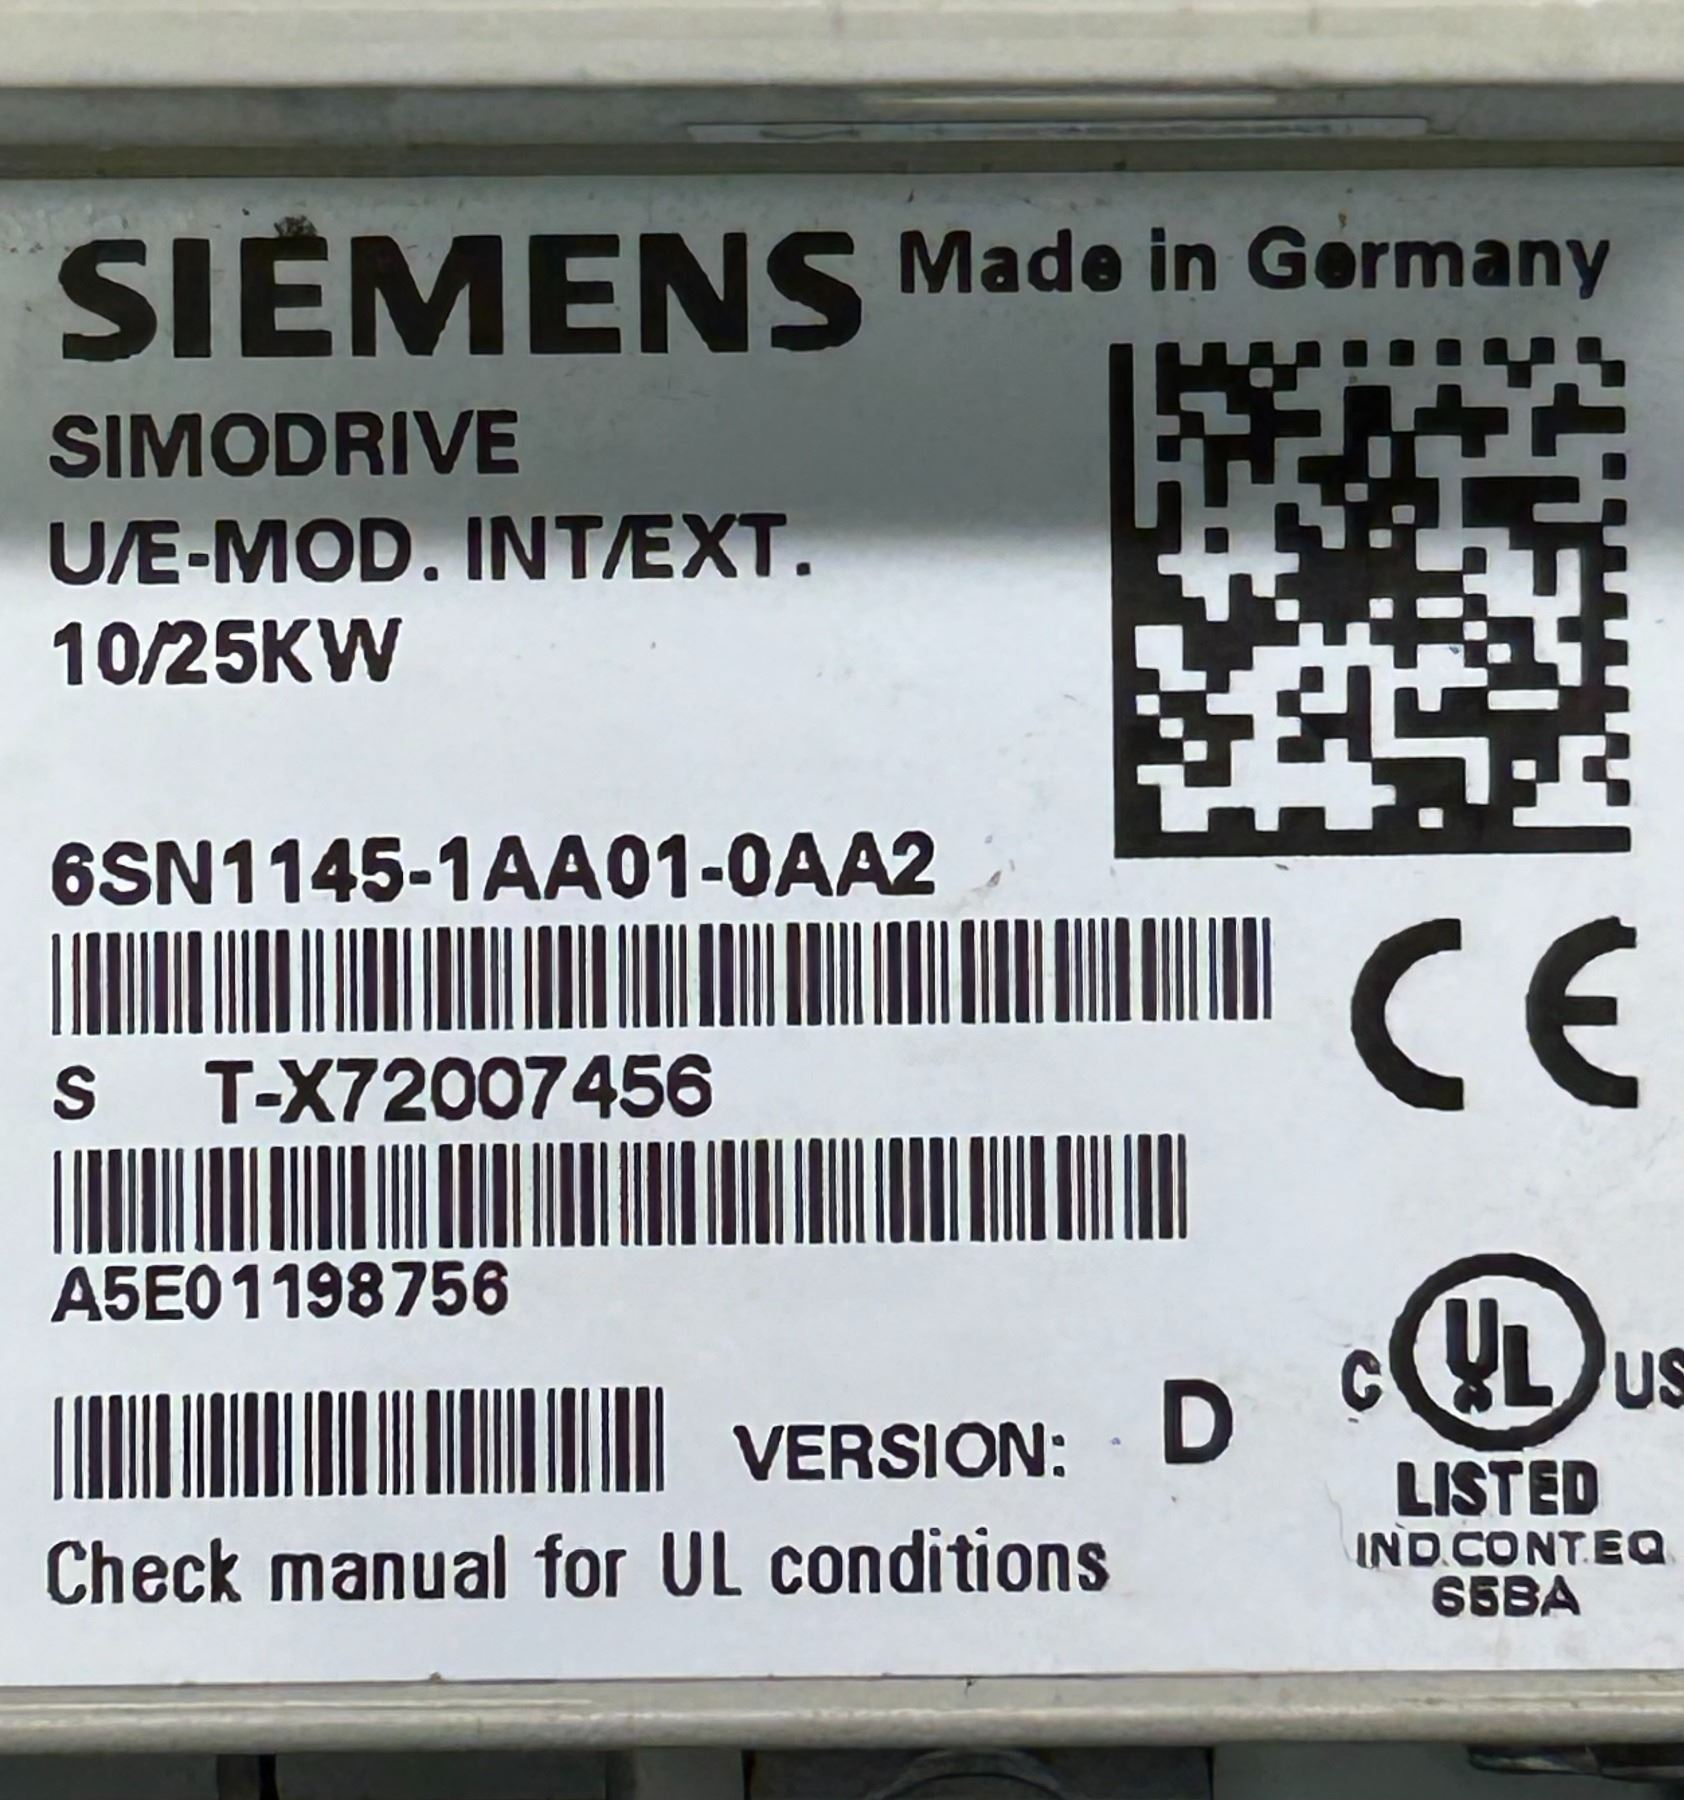 SIEMENS Made in Germany
SIMODRIVE
U/E-MOD. INT/EXT.
10/25KW
6SN1145-1AA01-0AA2
S T-X72007456
A5E01198756
VERSION: D
Check manual for UL conditions
CE
C UL US
LISTED
IND.CONT.EQ
65BA